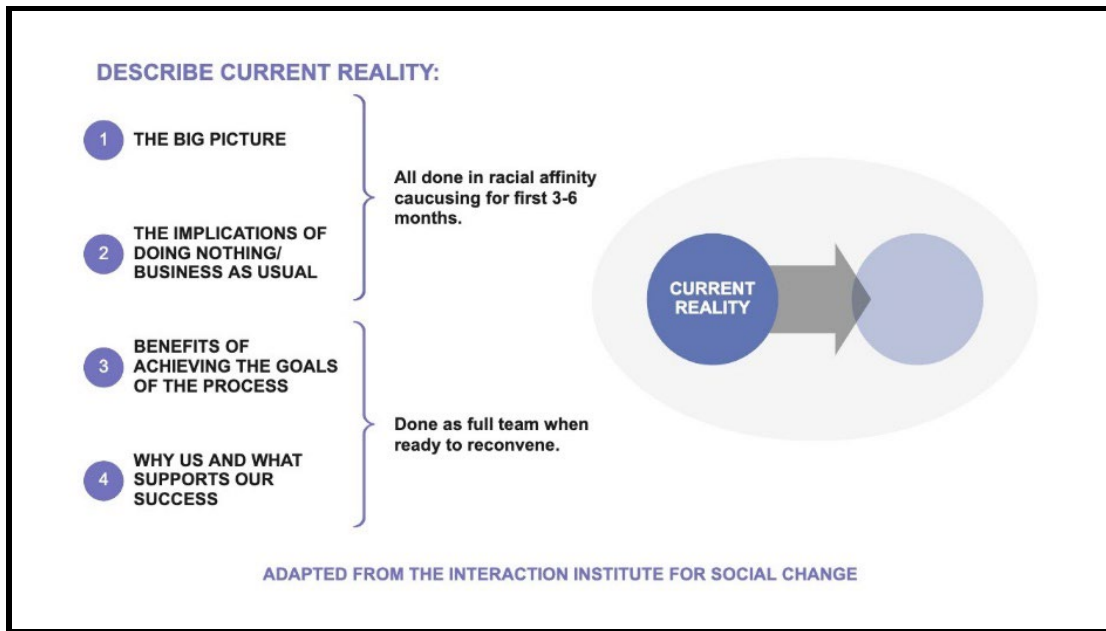 DESCRIBE CURRENT REALITY:
1
THE BIG PICTURE
2
THE IMPLICATIONS OF
DOING NOTHING/
BUSINESS AS USUAL
All done in racial affinity
caucusing for first 3-6
months.
3
BENEFITS OF
ACHIEVING THE GOALS
OF THE PROCESS
4
WHY US AND WHAT
SUPPORTS OUR
SUCCESS
Done as full team when
ready to reconvene.
CURRENT
REALITY
ADAPTED FROM THE INTERACTION INSTITUTE FOR SOCIAL CHANGE